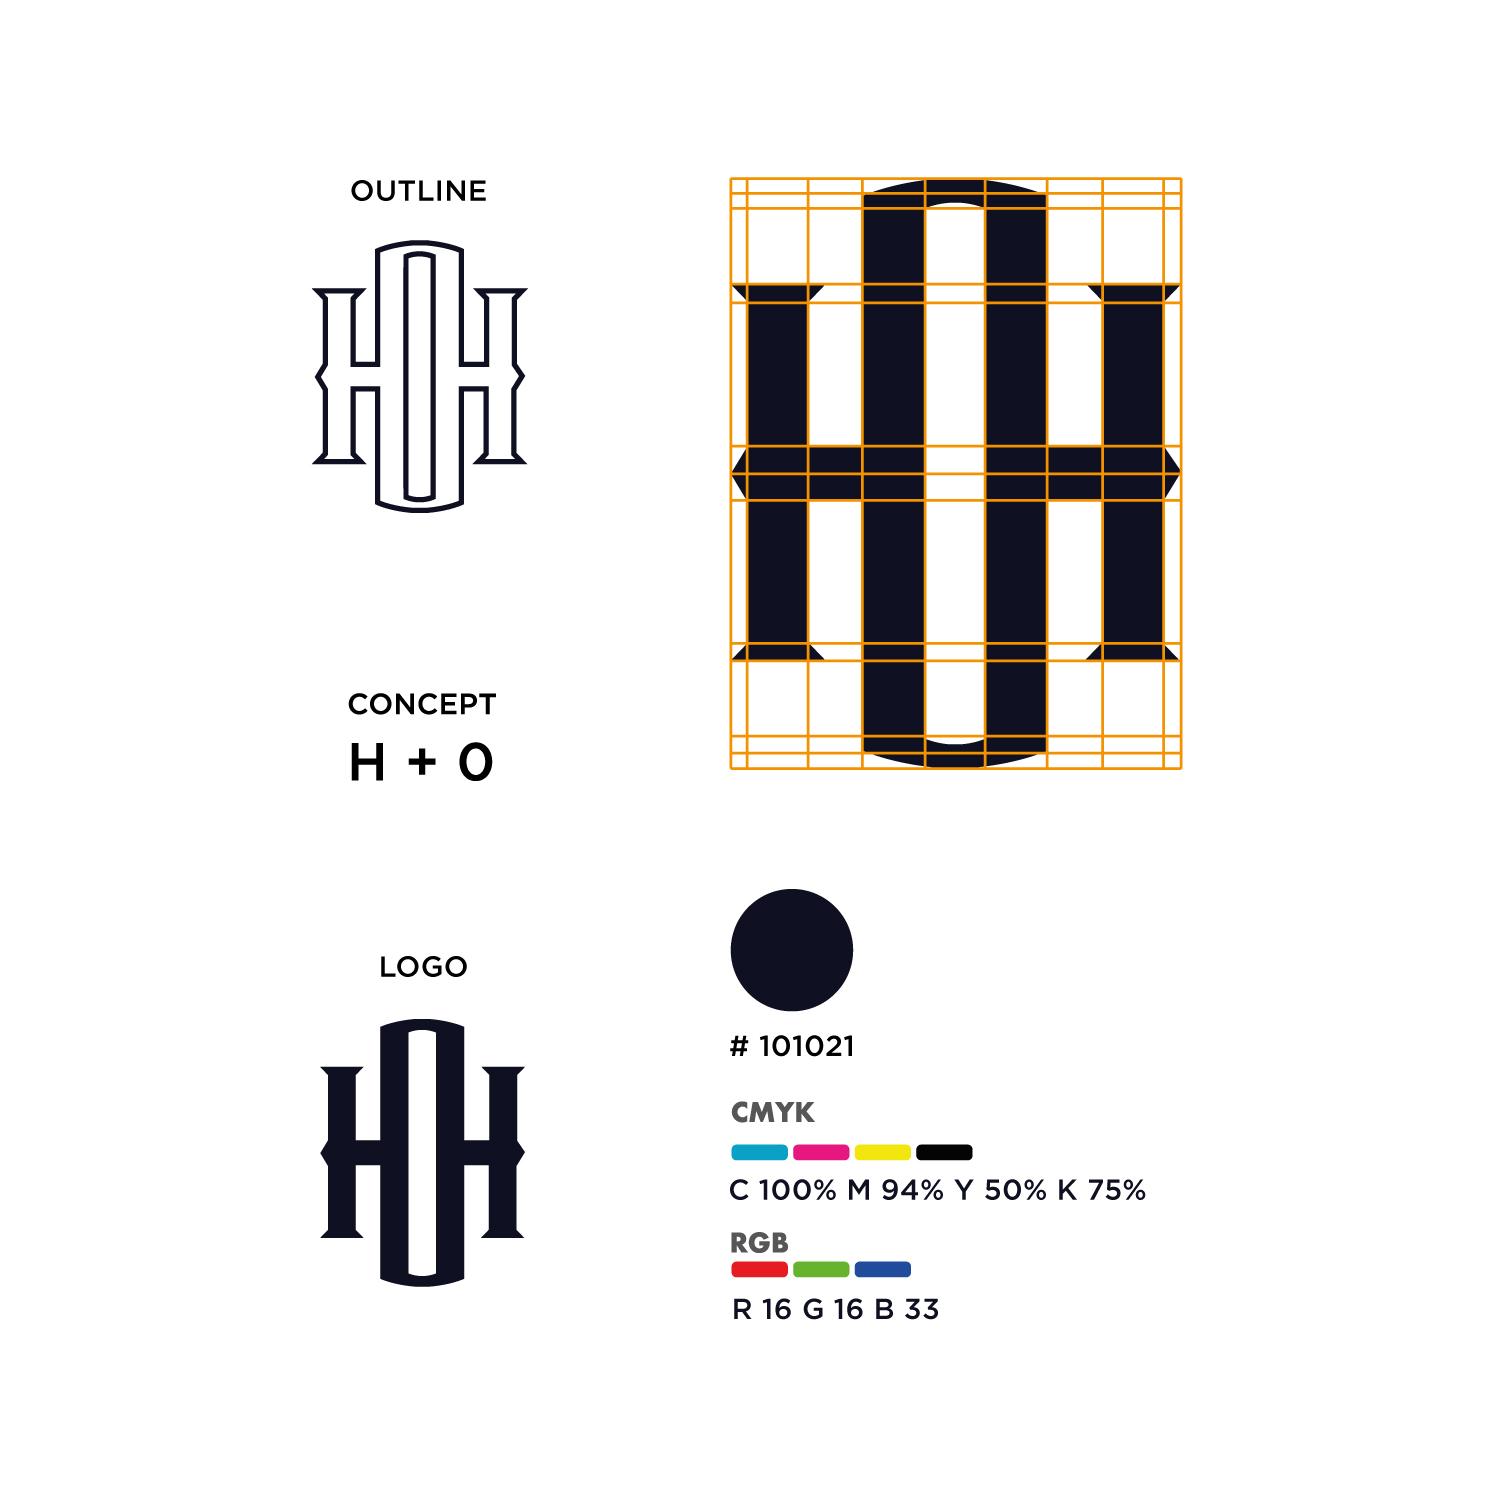 OUTLINE
CONCEPT
H + O
LOGO
# 101021
CMYK
C 100% M 94% Y 50% K 75%
RGB
R 16 G 16 B 33